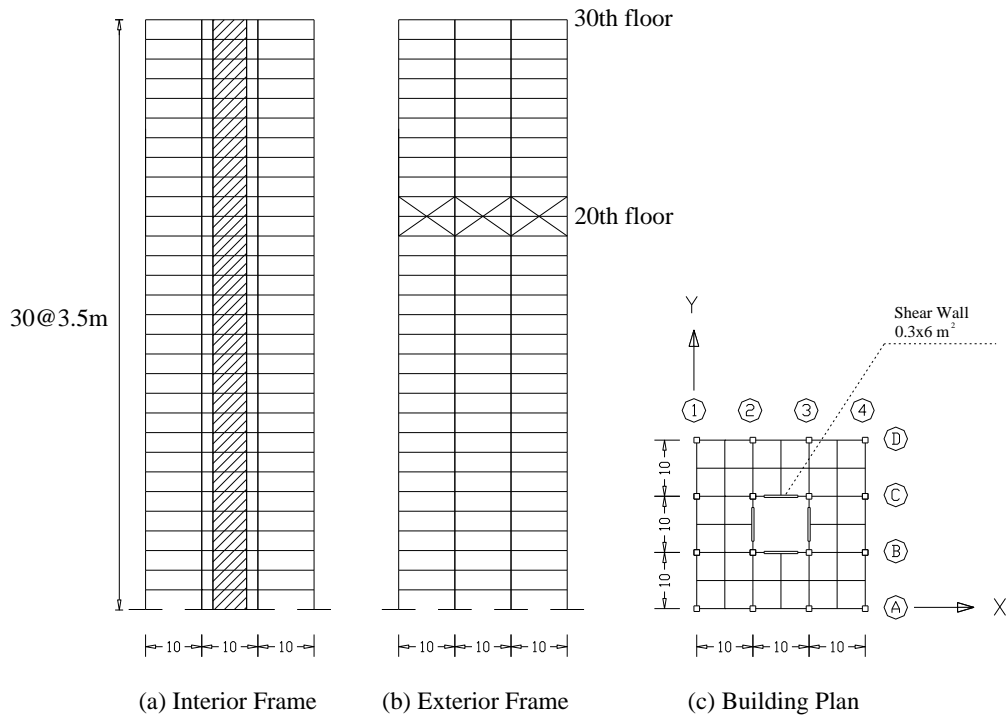 30th floor
20th floor
30@3.5m
Shear Wall
0.3x6 m²
Y
1 2 3 4
D
C
B
A
X
10
10
10
10 10 10
10 10 10
10 10 10
(a) Interior Frame
(b) Exterior Frame
(c) Building Plan